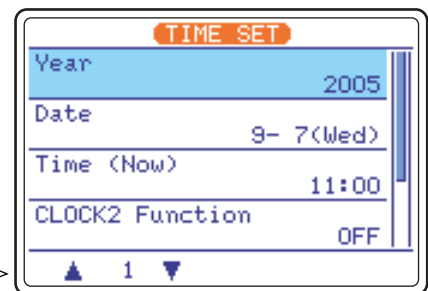 TIME SET
Year
2005
Date
9- 7(Wed)
Time (Now)
11:00
CLOCK2 Function
OFF
▲ 1 ▼